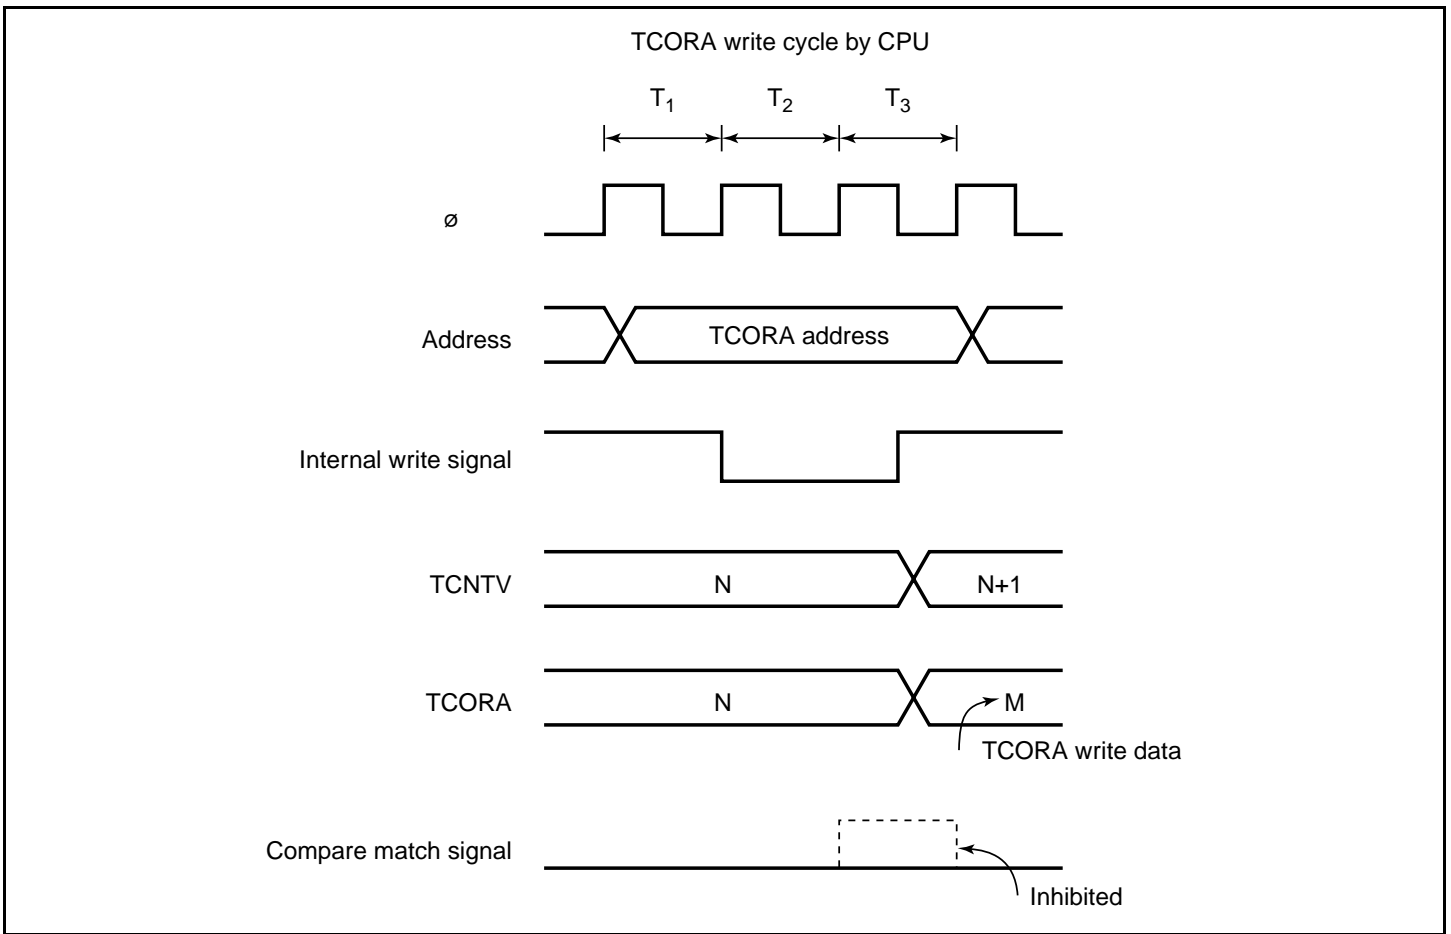 TCORA write cycle by CPU
T1 T2 T3
ø
Address TCORA address
Internal write signal
TCNTV N N+1
TCORA N M
TCORA write data
Compare match signal
Inhibited